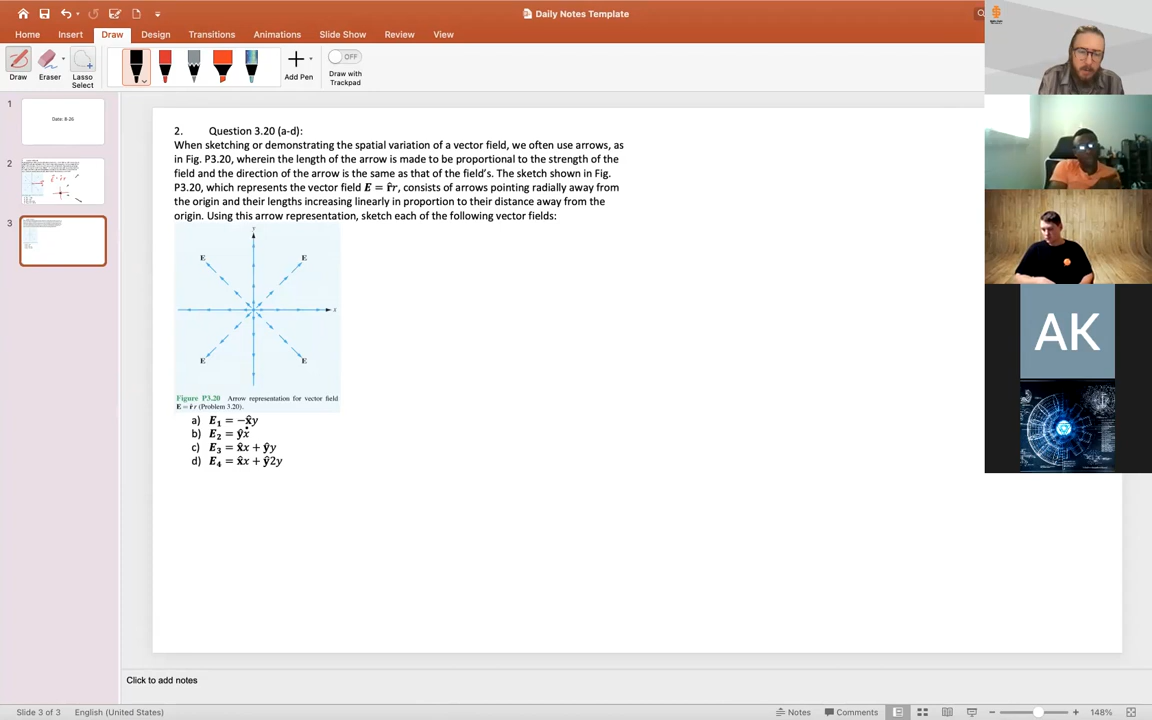 Daily Notes Template
Home Insert Draw Design Transitions Animations Slide Show Review View
OFF
Draw Eraser Lasso Select Add Pen Draw with Trackpad
1
Date: 8-26
2
3
2. Question 3.20 (a-d):
When sketching or demonstrating the spatial variation of a vector field, we often use arrows, as
in Fig. P3.20, wherein the length of the arrow is made to be proportional to the strength of the
field and the direction of the arrow is the same as that of the field's. The sketch shown in Fig.
P3.20, which represents the vector field E = r̂r, consists of arrows pointing radially away from
the origin and their lengths increasing linearly in proportion to their distance away from the
origin. Using this arrow representation, sketch each of the following vector fields:
y
E E
x
E E
Figure P3.20 Arrow representation for vector field
E = r̂ r (Problem 3.20).
a) E₁ = −x̂y
b) E₂ = ŷx
c) E₃ = x̂x + ŷy
d) E₄ = x̂x + ŷ2y
AK
Click to add notes
Slide 3 of 3 English (United States) Notes Comments 148%